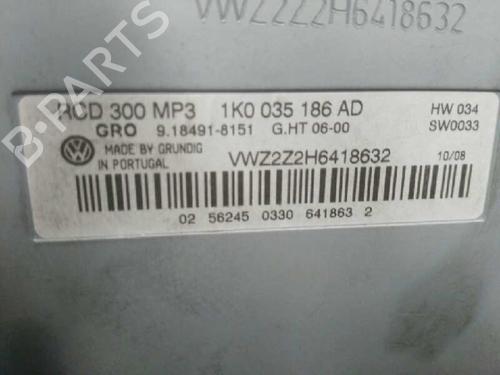 VWZ2Z2H6418632
RCD 300 MP3 1K0 035 186 AD HW 034
GRO 9.18491-8151 G.HT 06-00 SW0033
MADE BY GRUNDIG VWZ2Z2H6418632 10/08
IN PORTUGAL
02 56245 0330 641863 2
B-PARTS